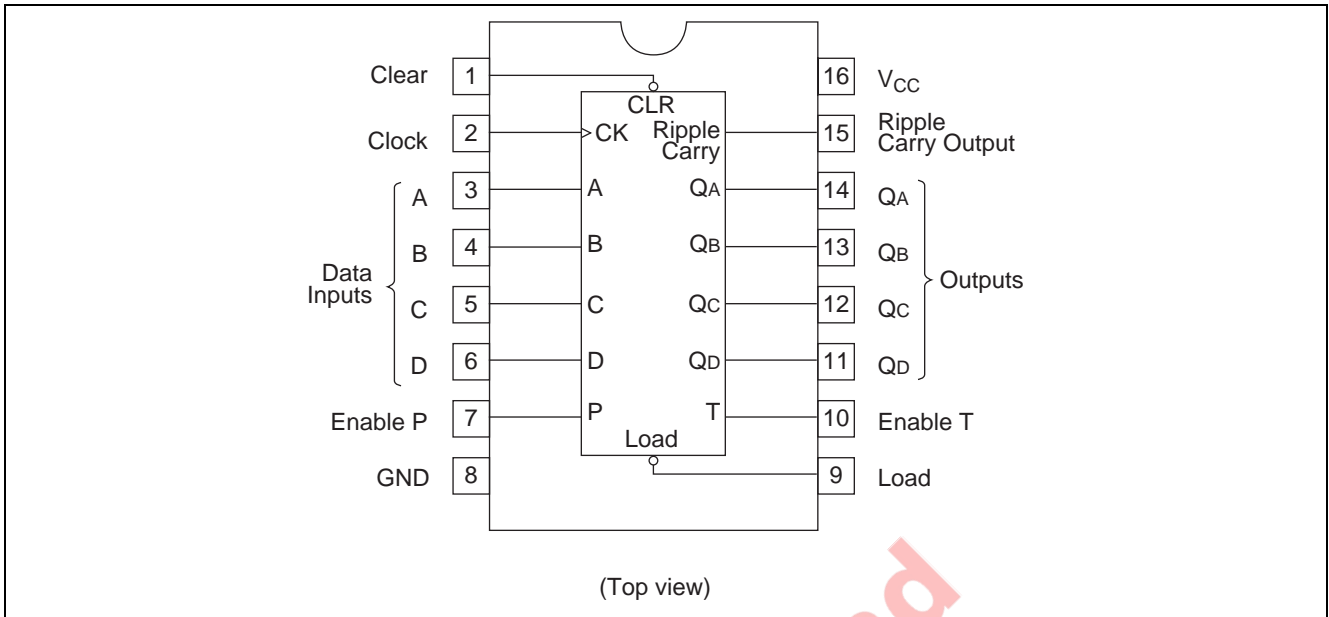 Clear 1 16 VCC
CLR
Clock 2 CK Ripple Carry 15 Ripple Carry Output
A 3 A QA 14 QA
B 4 B QB 13 QB
Data Inputs
Outputs
C 5 C QC 12 QC
D 6 D QD 11 QD
Enable P 7 P T 10 Enable T
Load
GND 8 9 Load
(Top view)